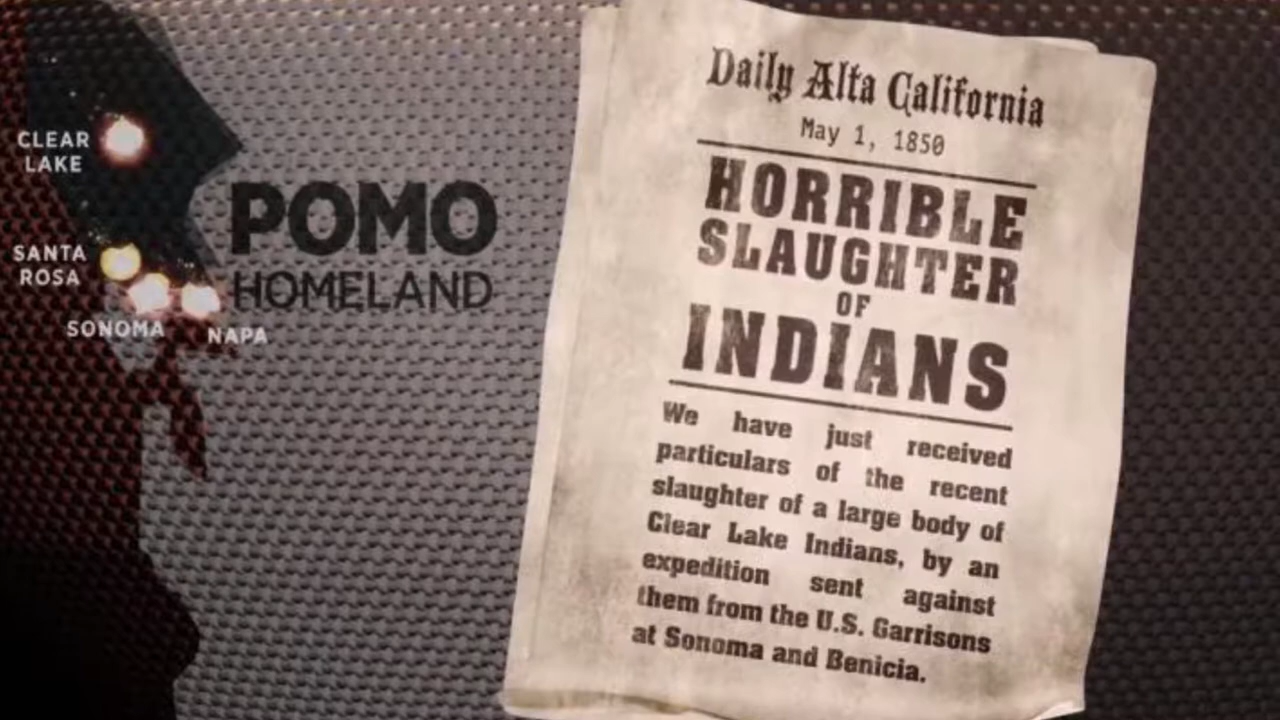 CLEAR
LAKE
POMO
HOMELAND
SANTA
ROSA
SONOMA
NAPA
Daily Alta California
May 1, 1850
HORRIBLE
SLAUGHTER
OF
INDIANS
We have just received
particulars of the recent
slaughter of a large body of
Clear Lake Indians, by an
expedition sent against
them from the U.S. Garrisons
at Sonoma and Benicia.